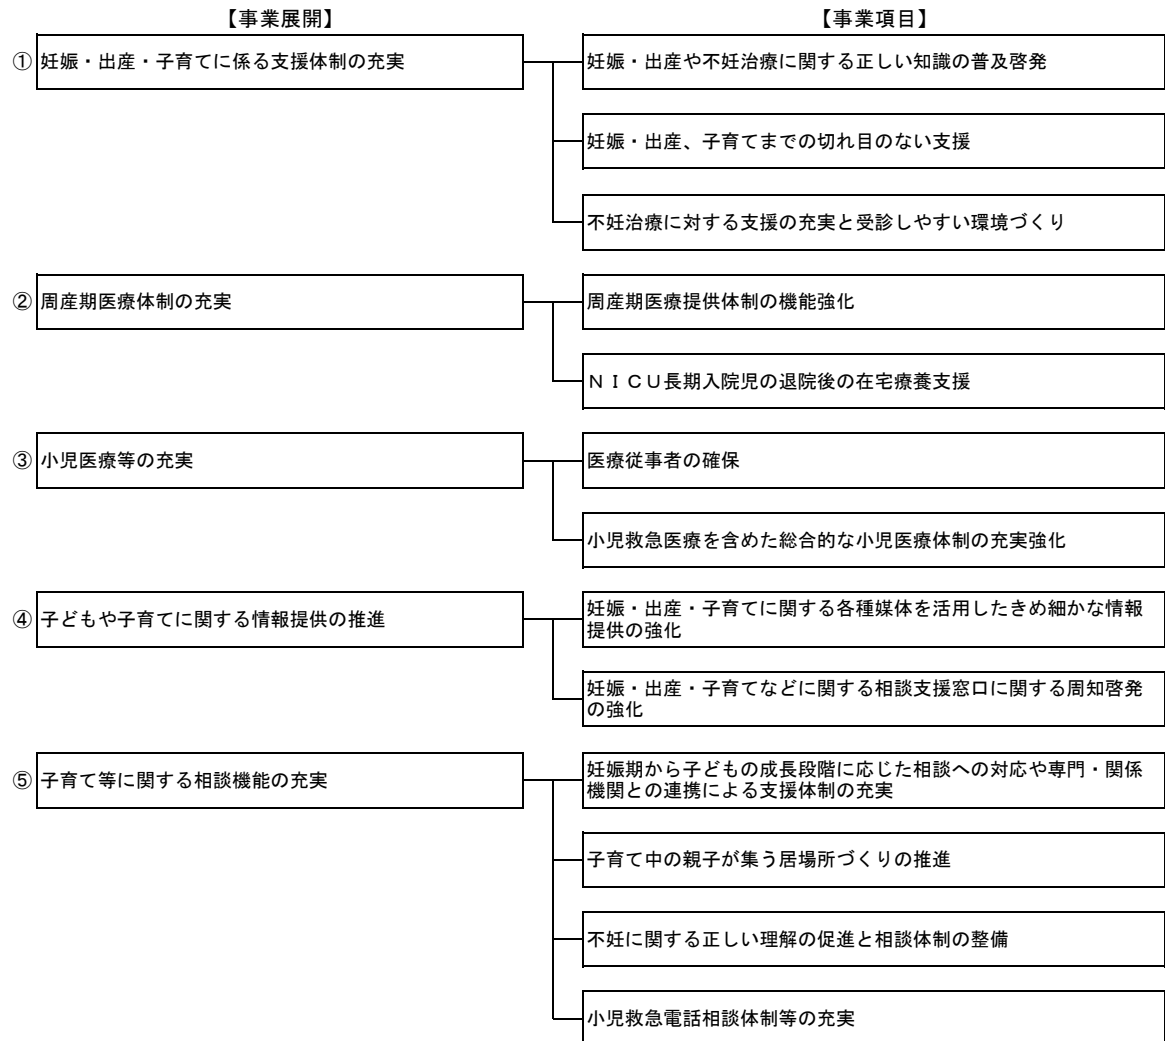 【事業展開】 【事業項目】
① 妊娠・出産・子育てに係る支援体制の充実
妊娠・出産や不妊治療に関する正しい知識の普及啓発
妊娠・出産、子育てまでの切れ目のない支援
不妊治療に対する支援の充実と受診しやすい環境づくり
② 周産期医療体制の充実
周産期医療提供体制の機能強化
ＮＩＣＵ長期入院児の退院後の在宅療養支援
③ 小児医療等の充実
医療従事者の確保
小児救急医療を含めた総合的な小児医療体制の充実強化
④ 子どもや子育てに関する情報提供の推進
妊娠・出産・子育てに関する各種媒体を活用したきめ細かな情報
提供の強化
妊娠・出産・子育てなどに関する相談支援窓口に関する周知啓発
の強化
⑤ 子育て等に関する相談機能の充実
妊娠期から子どもの成長段階に応じた相談への対応や専門・関係
機関との連携による支援体制の充実
子育て中の親子が集う居場所づくりの推進
不妊に関する正しい理解の促進と相談体制の整備
小児救急電話相談体制等の充実